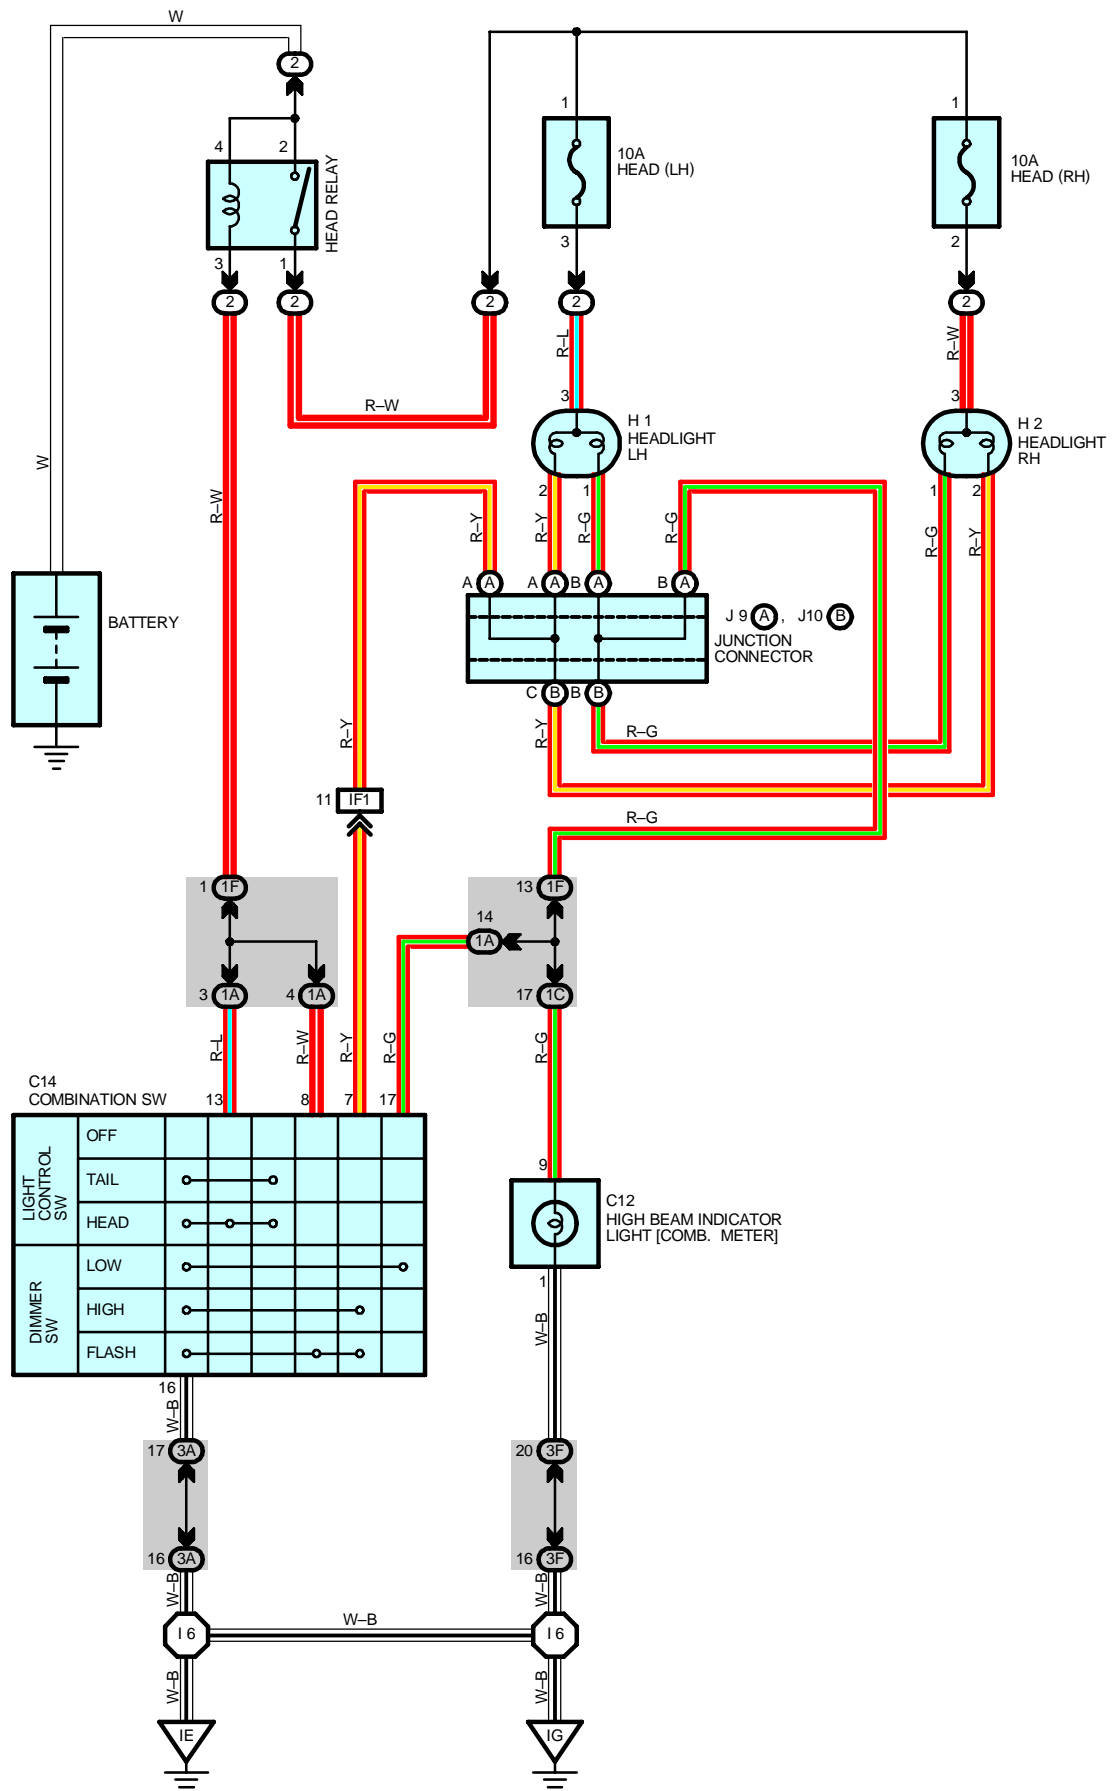 W
2
4
2
HEAD RELAY
3
1
2
2
2
R–W
W
R–W
BATTERY
1
10A
HEAD (LH)
3
2
R–L
3
H 1
HEADLIGHT
LH
2
1
1
10A
HEAD (RH)
2
2
R–W
3
H 2
HEADLIGHT
RH
1
2
R–Y
R–Y
R–G
R–G
R–G
R–Y
A A
A A
B A
B A
J 9 A , J10 B
JUNCTION
CONNECTOR
C B
B B
R–Y
R–G
R–Y
11 IF1
R–G
1 1F
13 1F
14
1A
3 1A
4 1A
17 1C
R–L
R–W
R–Y
R–G
R–G
C14
COMBINATION SW
13
8
7
17
LIGHT
CONTROL
SW
OFF
TAIL
HEAD
DIMMER
SW
LOW
HIGH
FLASH
9
C12
HIGH BEAM INDICATOR
LIGHT [COMB. METER]
1
W–B
16
W–B
17 3A
20 3F
16 3A
16 3F
W–B
W–B
I 6
W–B
I 6
W–B
W–B
IE
IG